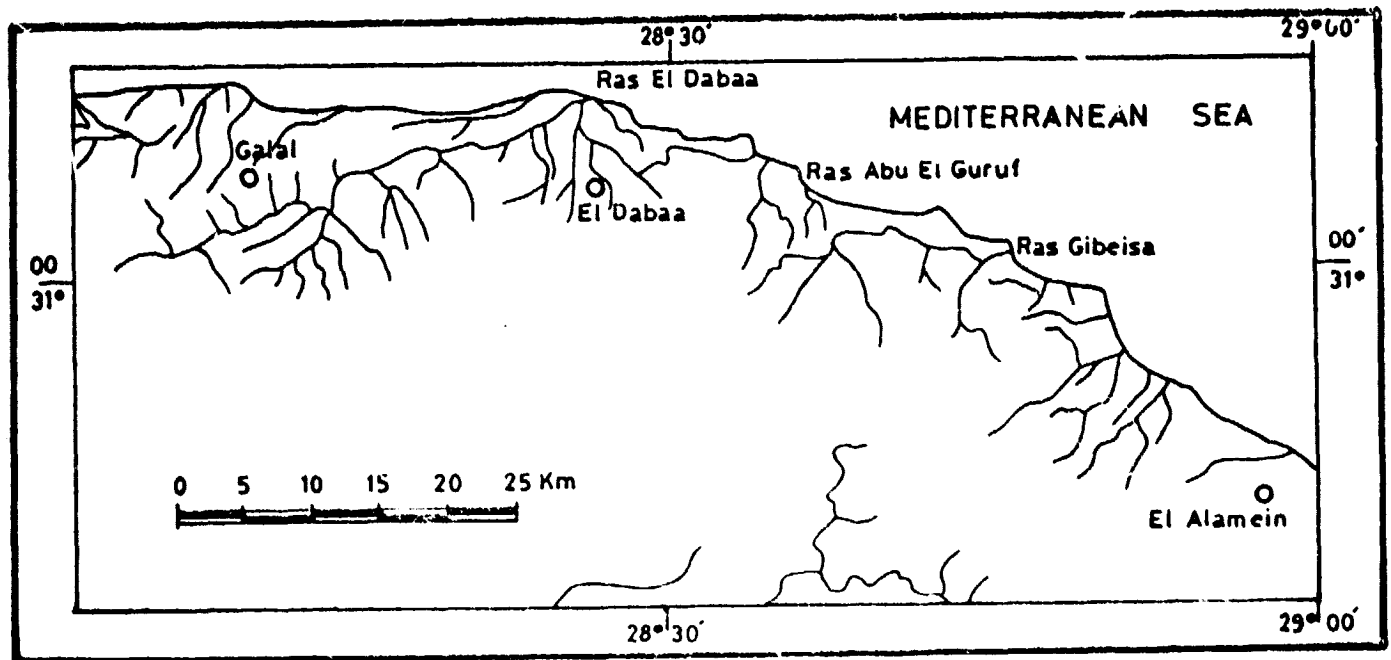 28° 30′
29° 00′
Ras El Dabaa
MEDITERRANEAN SEA
Galal
Ras Abu El Guruf
El Dabaa
Ras Gibeisa
00
31°
00′
31°
0 5 10 15 20 25 Km
El Alamein
28° 30′
29° 00′